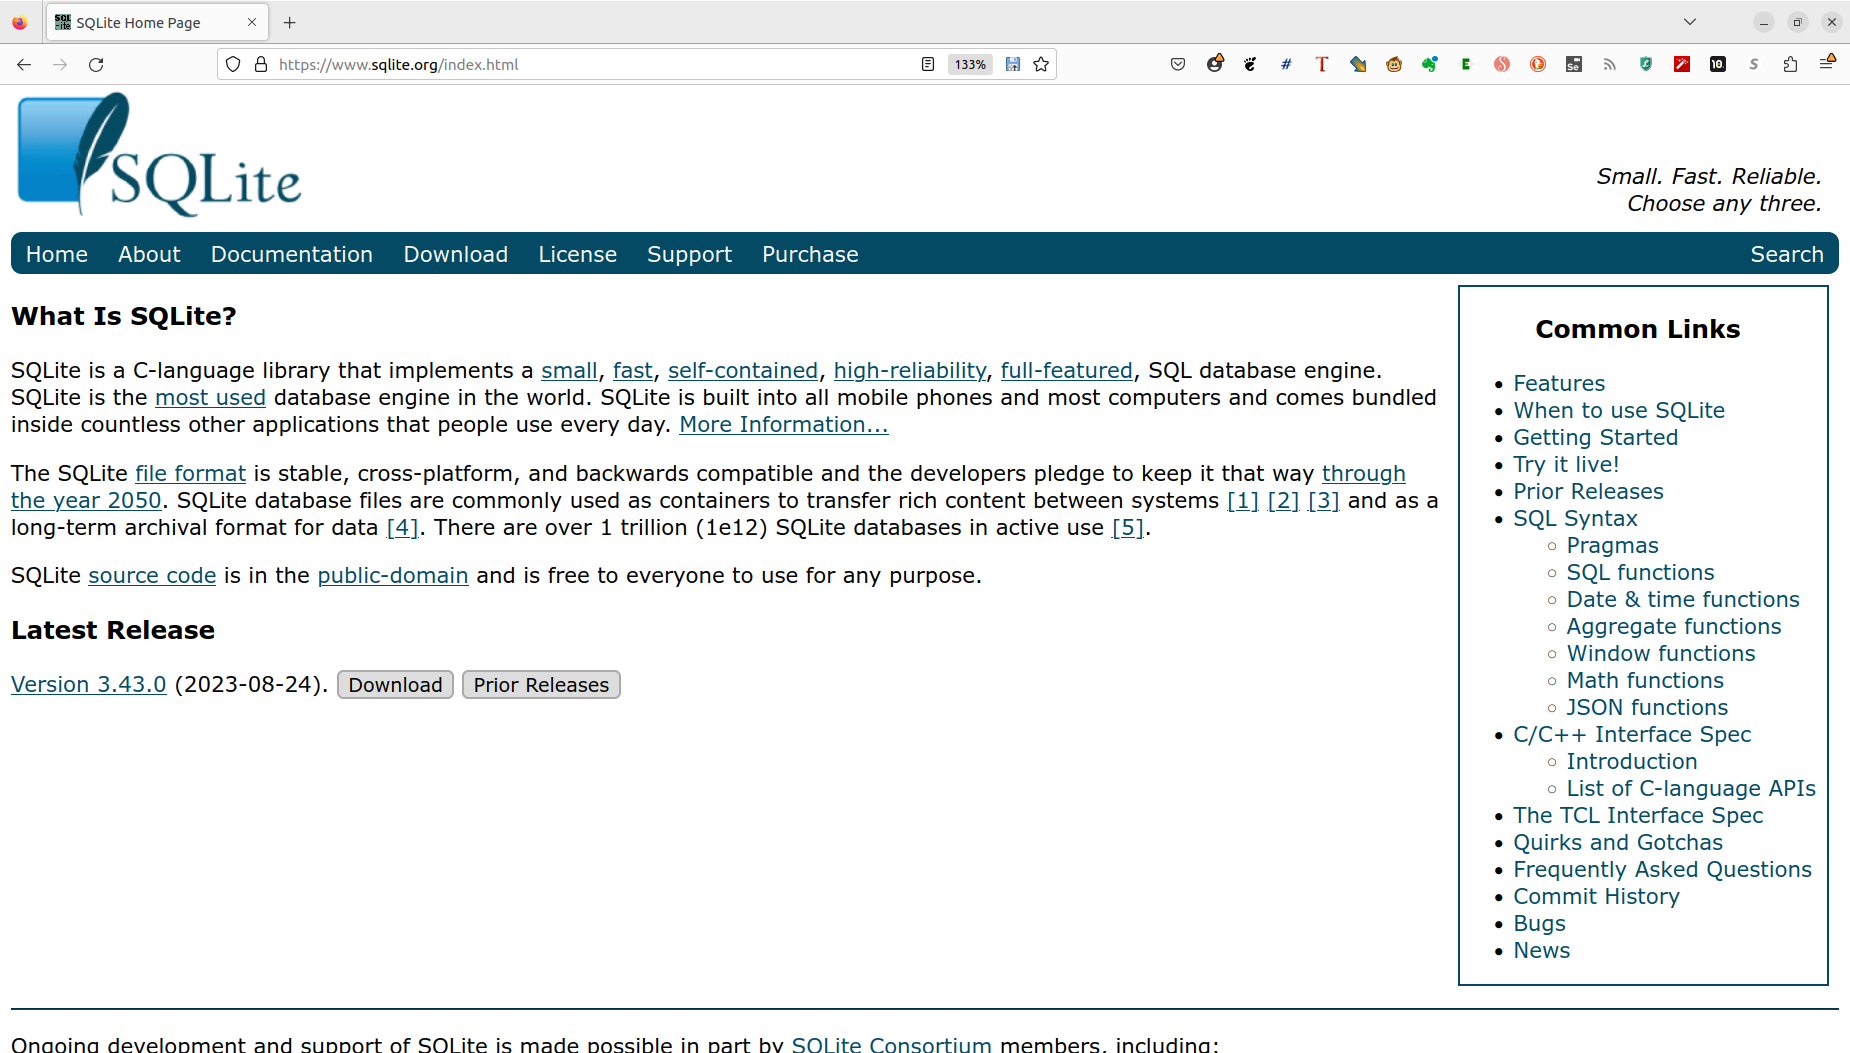 SQLite Home Page
https://www.sqlite.org/index.html
133%
SQLite
Small. Fast. Reliable.
Choose any three.
Home About Documentation Download License Support Purchase Search
What Is SQLite?
SQLite is a C-language library that implements a small, fast, self-contained, high-reliability, full-featured, SQL database engine.
SQLite is the most used database engine in the world. SQLite is built into all mobile phones and most computers and comes bundled
inside countless other applications that people use every day. More Information...
The SQLite file format is stable, cross-platform, and backwards compatible and the developers pledge to keep it that way through
the year 2050. SQLite database files are commonly used as containers to transfer rich content between systems [1] [2] [3] and as a
long-term archival format for data [4]. There are over 1 trillion (1e12) SQLite databases in active use [5].
SQLite source code is in the public-domain and is free to everyone to use for any purpose.
Latest Release
Version 3.43.0 (2023-08-24). Download Prior Releases
Common Links
Features
When to use SQLite
Getting Started
Try it live!
Prior Releases
SQL Syntax
Pragmas
SQL functions
Date & time functions
Aggregate functions
Window functions
Math functions
JSON functions
C/C++ Interface Spec
Introduction
List of C-language APIs
The TCL Interface Spec
Quirks and Gotchas
Frequently Asked Questions
Commit History
Bugs
News
Ongoing development and support of SQLite is made possible in part by SQLite Consortium members, including: